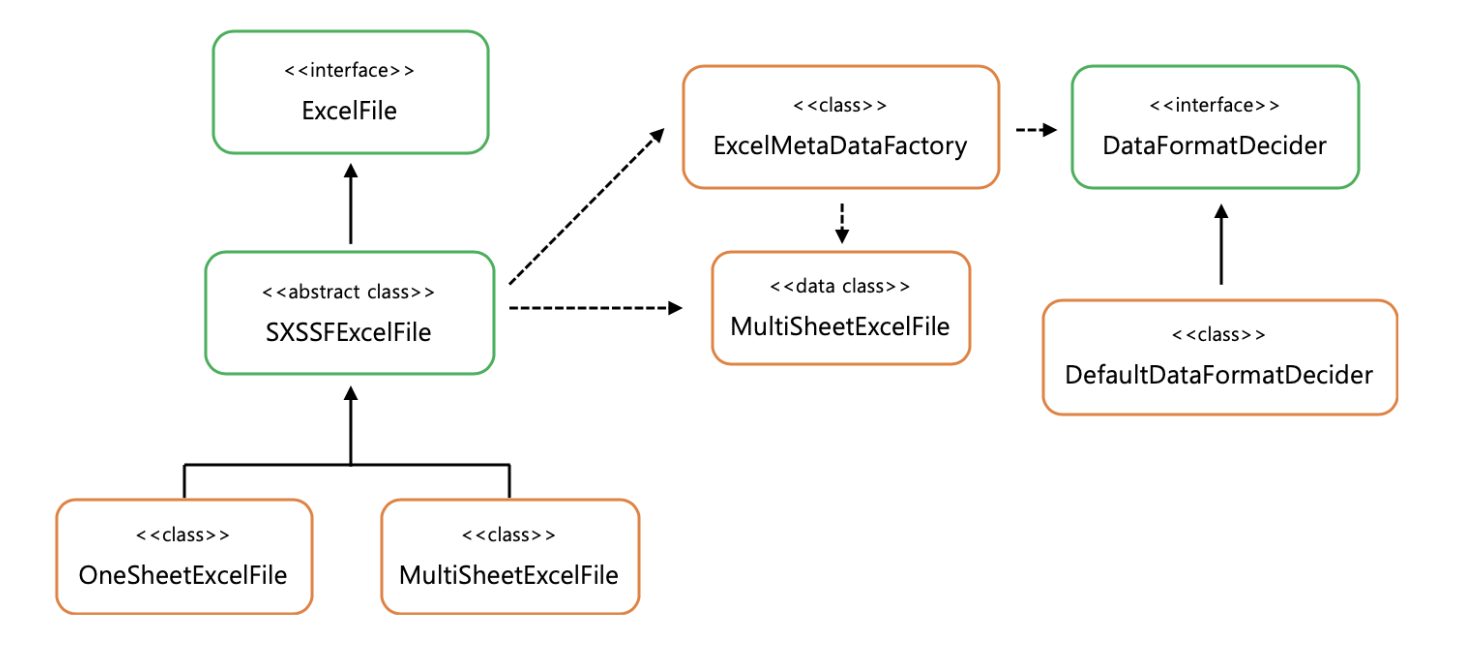 <<interface>>
ExcelFile
<<class>>
ExcelMetaDataFactory
<<interface>>
DataFormatDecider
<<abstract class>>
SXSSFExcelFile
<<data class>>
MultiSheetExcelFile
<<class>>
DefaultDataFormatDecider
<<class>>
OneSheetExcelFile
<<class>>
MultiSheetExcelFile